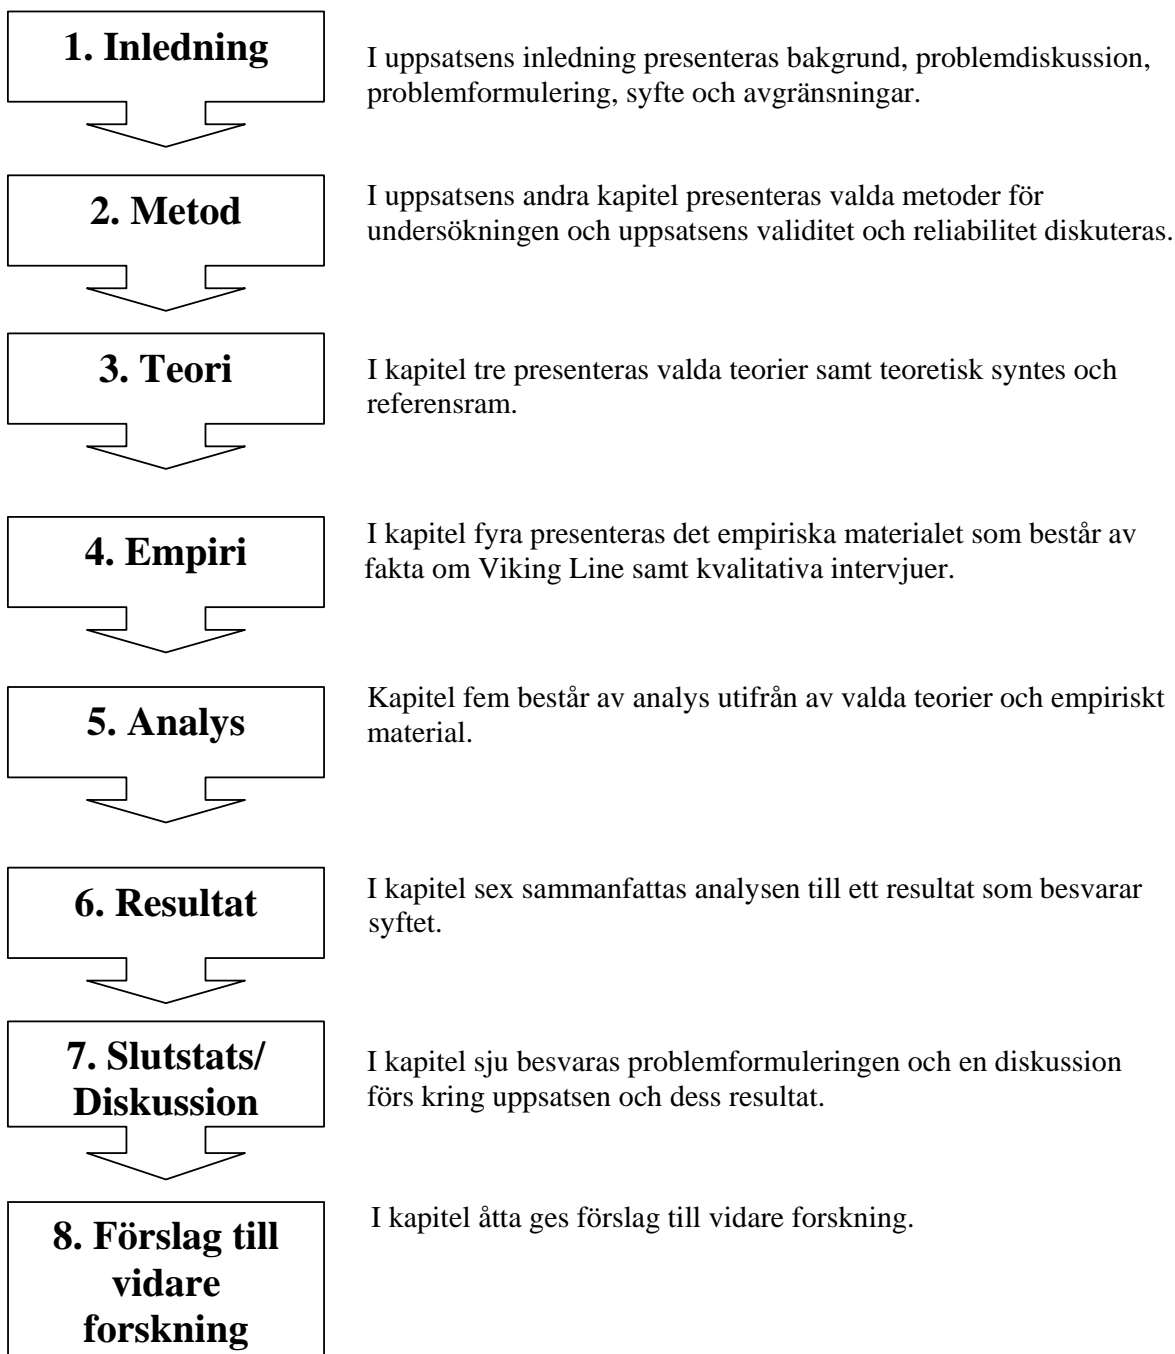 1. Inledning
I uppsatsens inledning presenteras bakgrund, problemdiskussion,
problemformulering, syfte och avgränsningar.
2. Metod
I uppsatsens andra kapitel presenteras valda metoder för
undersökningen och uppsatsens validitet och reliabilitet diskuteras.
3. Teori
I kapitel tre presenteras valda teorier samt teoretisk syntes och
referensram.
4. Empiri
I kapitel fyra presenteras det empiriska materialet som består av
fakta om Viking Line samt kvalitativa intervjuer.
5. Analys
Kapitel fem består av analys utifrån av valda teorier och empiriskt
material.
6. Resultat
I kapitel sex sammanfattas analysen till ett resultat som besvarar
syftet.
7. Slutstats/
Diskussion
I kapitel sju besvaras problemformuleringen och en diskussion
förs kring uppsatsen och dess resultat.
8. Förslag till
vidare
forskning
I kapitel åtta ges förslag till vidare forskning.